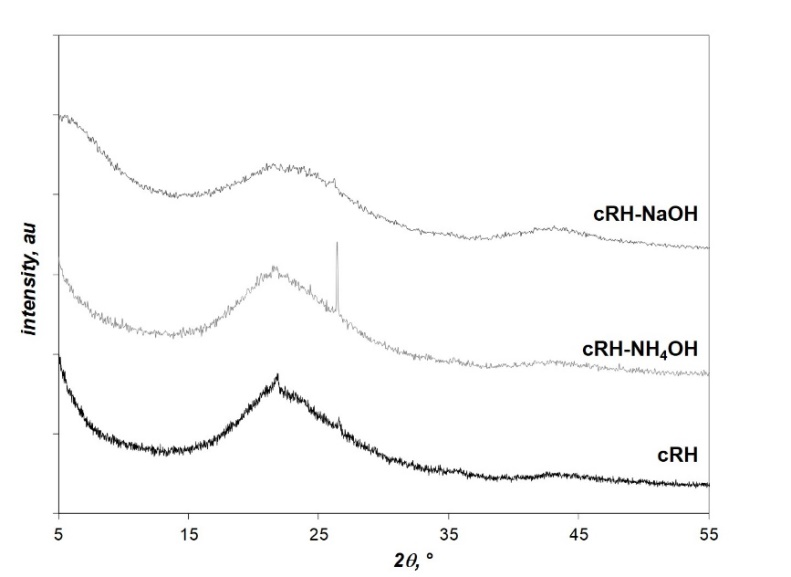 cRH-NaOH
intensity, au
cRH-NH₄OH
cRH
5 15 25 35 45 55
2θ, °